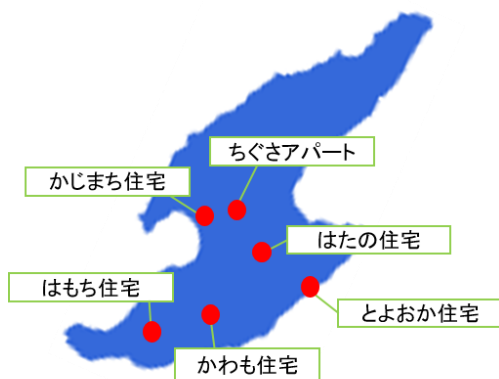 ちぐさアパート
かじまち住宅
はたの住宅
はもち住宅
とよおか住宅
かわも住宅